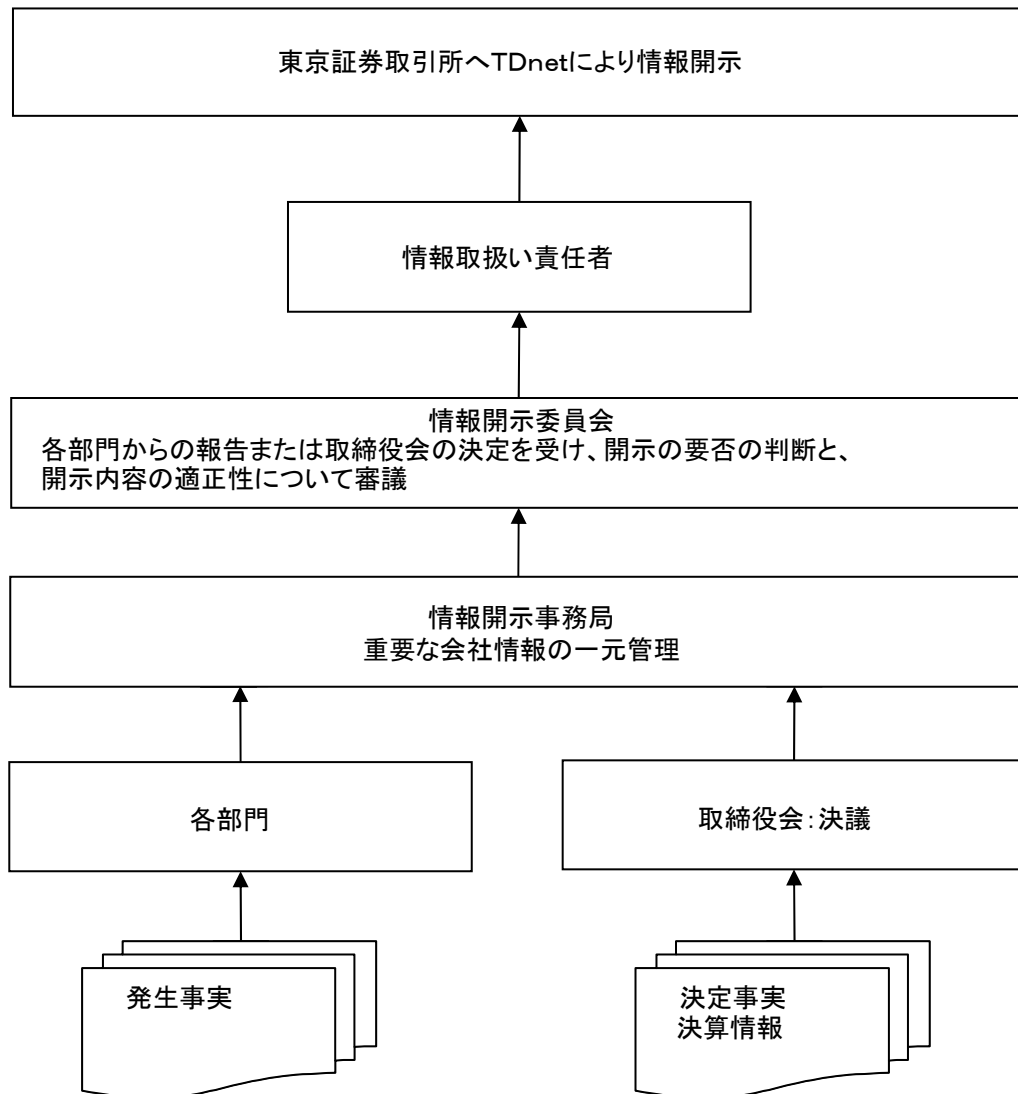 東京証券取引所へTDnetにより情報開示
情報取扱い責任者
情報開示委員会
各部門からの報告または取締役会の決定を受け、開示の要否の判断と、
開示内容の適正性について審議
情報開示事務局
重要な会社情報の一元管理
各部門
取締役会:決議
発生事実
決定事実
決算情報